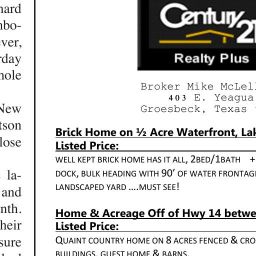 hard
nbo-
ver,
rday
hole
New
tson
lose
la-
and
nth.
heir
sure
Century 21
Realty Plus
Broker Mike McLell
403 E. Yeagua
Groesbeck, Texas
Brick Home on ½ Acre Waterfront, Lak
Listed Price:
WELL KEPT BRICK HOME HAS IT ALL, 2BED/1BATH +
DOCK, BULK HEADING WITH 90' OF WATER FRONTAG
LANDSCAPED YARD ....MUST SEE!
Home & Acreage Off of Hwy 14 betwe
Listed Price:
QUAINT COUNTRY HOME ON 8 ACRES FENCED & CRO
BUILDINGS, GUEST HOME & BARNS.